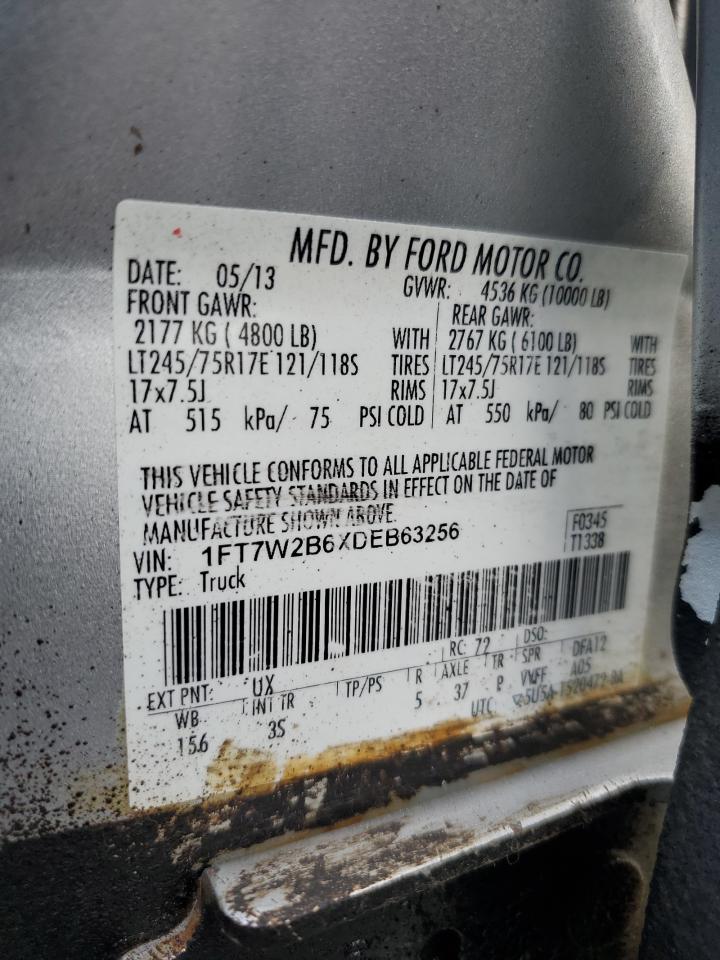 MFD. BY FORD MOTOR CO.
DATE: 05/13 GVWR: 4536 KG (10000 LB)
FRONT GAWR: REAR GAWR:
2177 KG ( 4800 LB) WITH 2767 KG ( 6100 LB) WITH
LT245/75R17E 121/118S TIRES LT245/75R17E 121/118S TIRES
17x7.5J RIMS 17x7.5J RIMS
AT 515 kPa/ 75 PSI COLD AT 550 kPa/ 80 PSI COLD
THIS VEHICLE CONFORMS TO ALL APPLICABLE FEDERAL MOTOR
VEHICLE SAFETY STANDARDS IN EFFECT ON THE DATE OF
MANUFACTURE SHOWN ABOVE.
VIN: 1FT7W2B6XDEB63256 F0345
TYPE: Truck T1338
EXT PNT: UX RC: 72 DSO:
WB INT TR TP/PS R AXLE TR SPR DFA12
156 3S 5 37 P VVFF A05
UTC